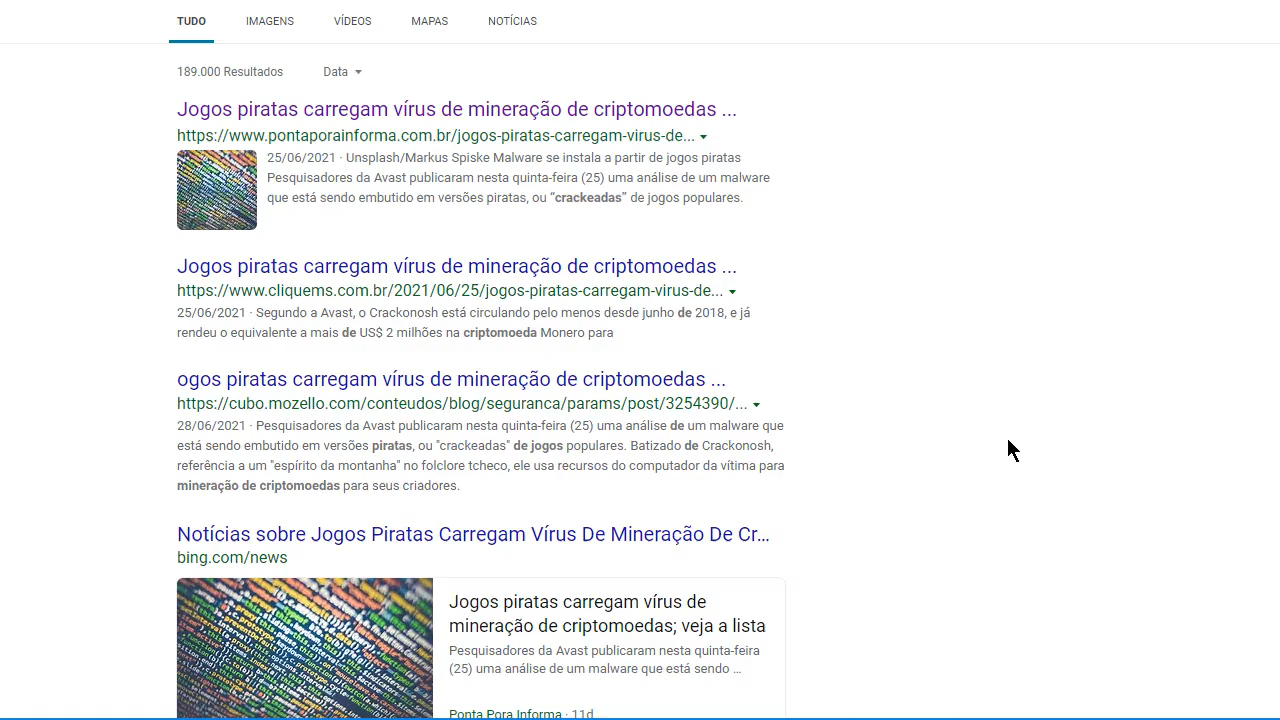 TUDO IMAGENS VÍDEOS MAPAS NOTÍCIAS
189.000 Resultados Data
Jogos piratas carregam vírus de mineração de criptomoedas ...
https://www.pontaporainforma.com.br/jogos-piratas-carregam-virus-de...
25/06/2021 · Unsplash/Markus Spiske Malware se instala a partir de jogos piratas
Pesquisadores da Avast publicaram nesta quinta-feira (25) uma análise de um malware
que está sendo embutido em versões piratas, ou “crackeadas” de jogos populares.
Jogos piratas carregam vírus de mineração de criptomoedas ...
https://www.cliquems.com.br/2021/06/25/jogos-piratas-carregam-virus-de...
25/06/2021 · Segundo a Avast, o Crackonosh está circulando pelo menos desde junho de 2018, e já
rendeu o equivalente a mais de US$ 2 milhões na criptomoeda Monero para
ogos piratas carregam vírus de mineração de criptomoedas ...
https://cubo.mozello.com/conteudos/blog/seguranca/params/post/3254390/...
28/06/2021 · Pesquisadores da Avast publicaram nesta quinta-feira (25) uma análise de um malware que
está sendo embutido em versões piratas, ou "crackeadas" de jogos populares. Batizado de Crackonosh,
referência a um "espírito da montanha" no folclore tcheco, ele usa recursos do computador da vítima para
mineração de criptomoedas para seus criadores.
Notícias sobre Jogos Piratas Carregam Vírus De Mineração De Cr...
bing.com/news
Jogos piratas carregam vírus de
mineração de criptomoedas; veja a lista
Pesquisadores da Avast publicaram nesta quinta-feira
(25) uma análise de um malware que está sendo ...
Ponta Pora Informa · 11d